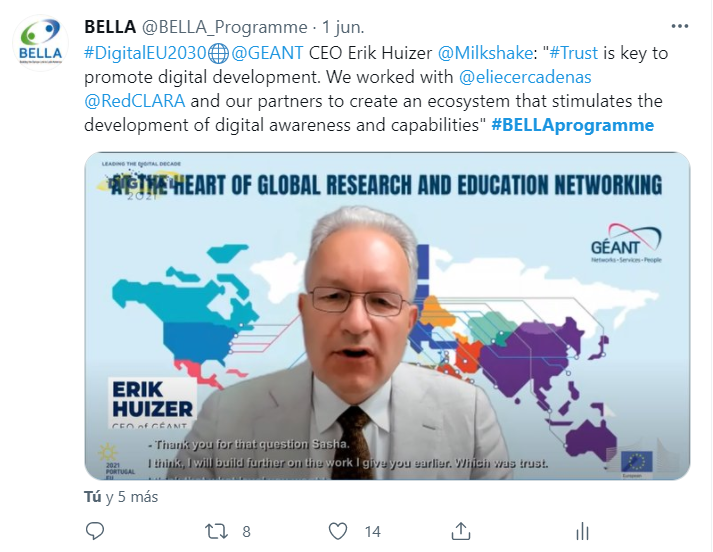 BELLA @BELLA_Programme · 1 jun.
BELLA
#DigitalEU2030 @GEANT CEO Erik Huizer @Milkshake: "#Trust is key to
promote digital development. We worked with @eliecercadenas
@RedCLARA and our partners to create an ecosystem that stimulates the
development of digital awareness and capabilities" #BELLAprogramme
LEADING THE DIGITAL DECADE
DIGITAL
2021
AT THE HEART OF GLOBAL RESEARCH AND EDUCATION NETWORKING
GÉANT
Networks • Services • People
ERIK
HUIZER
CEO of GÉANT
- Thank you for that question Sasha.
I think, I will build further on the work I give you earlier. Which was trust.
2021
PORTUGAL
.EU
European
Tú y 5 más
8
14